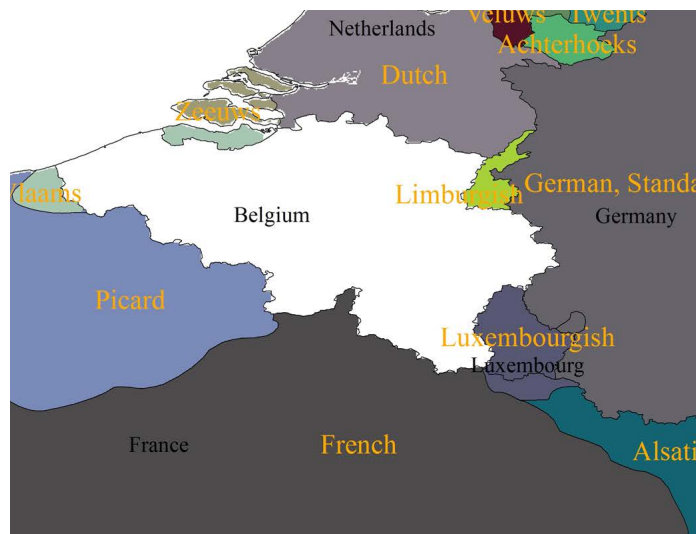 Veluws
Twents
Netherlands
Achterhoeks
Dutch
Zeeuws
Vlaams
Limburgish
German, Standa
Belgium
Germany
Picard
Luxembourgish
Luxembourg
France
French
Alsati